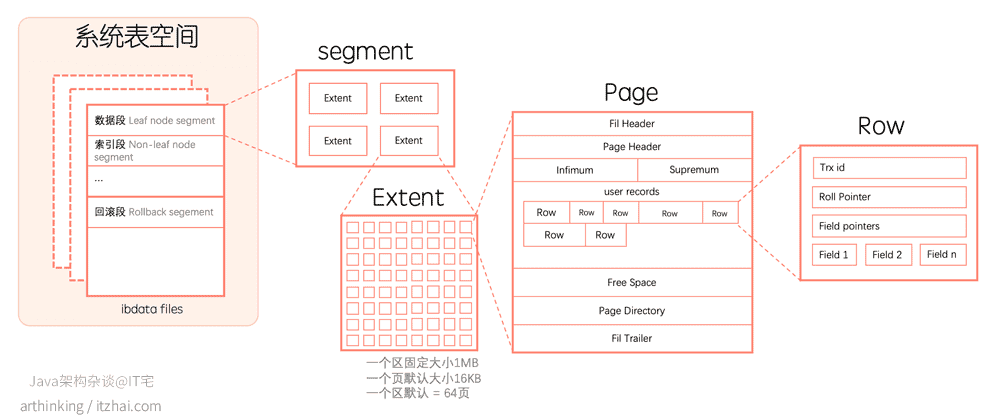 系统表空间
数据段 Leaf node segment
索引段 Non-leaf node
segment
...
回滚段 Rollback segement
ibdata files
segment
Extent
Extent
Extent
Extent
Extent
一个区固定大小1MB
一个页默认大小16KB
一个区默认 = 64页
Page
Fil Header
Page Header
Infimum
Supremum
user records
Row
Row
Row
Row
Row
Row
Row
Free Space
Page Directory
Fil Trailer
Row
Trx id
Roll Pointer
Field pointers
Field 1
Field 2
Field n
Java架构杂谈@IT宅
arthinking / itzhai.com